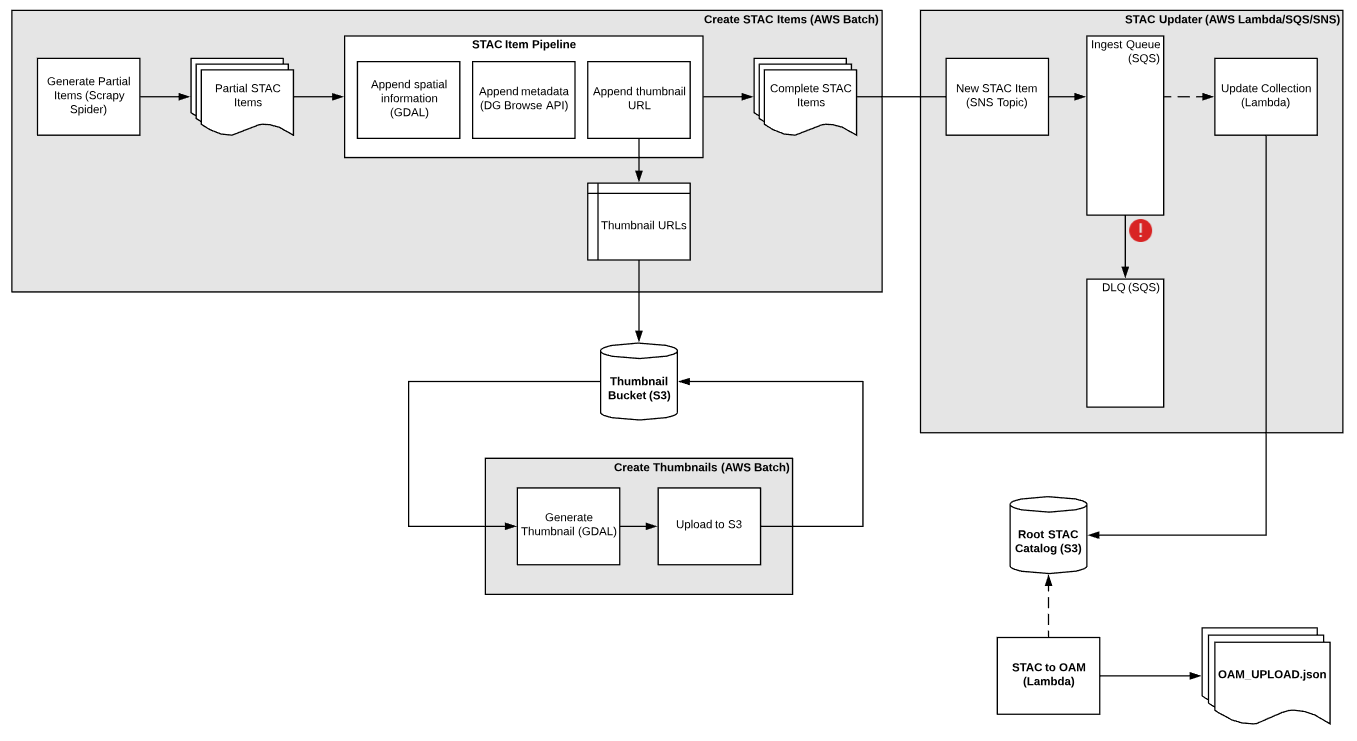 Create STAC Items (AWS Batch)
STAC Item Pipeline
Generate Partial
Items (Scrapy
Spider)
Partial STAC
Items
Append spatial
information
(GDAL)
Append metadata
(DG Browse API)
Append thumbnail
URL
Complete STAC
Items
Thumbnail URLs
STAC Updater (AWS Lambda/SQS/SNS)
New STAC Item
(SNS Topic)
Ingest Queue
(SQS)
Update Collection
(Lambda)
!
DLQ (SQS)
Thumbnail
Bucket (S3)
Create Thumbnails (AWS Batch)
Generate
Thumbnail (GDAL)
Upload to S3
Root STAC
Catalog (S3)
STAC to OAM
(Lambda)
OAM_UPLOAD.json